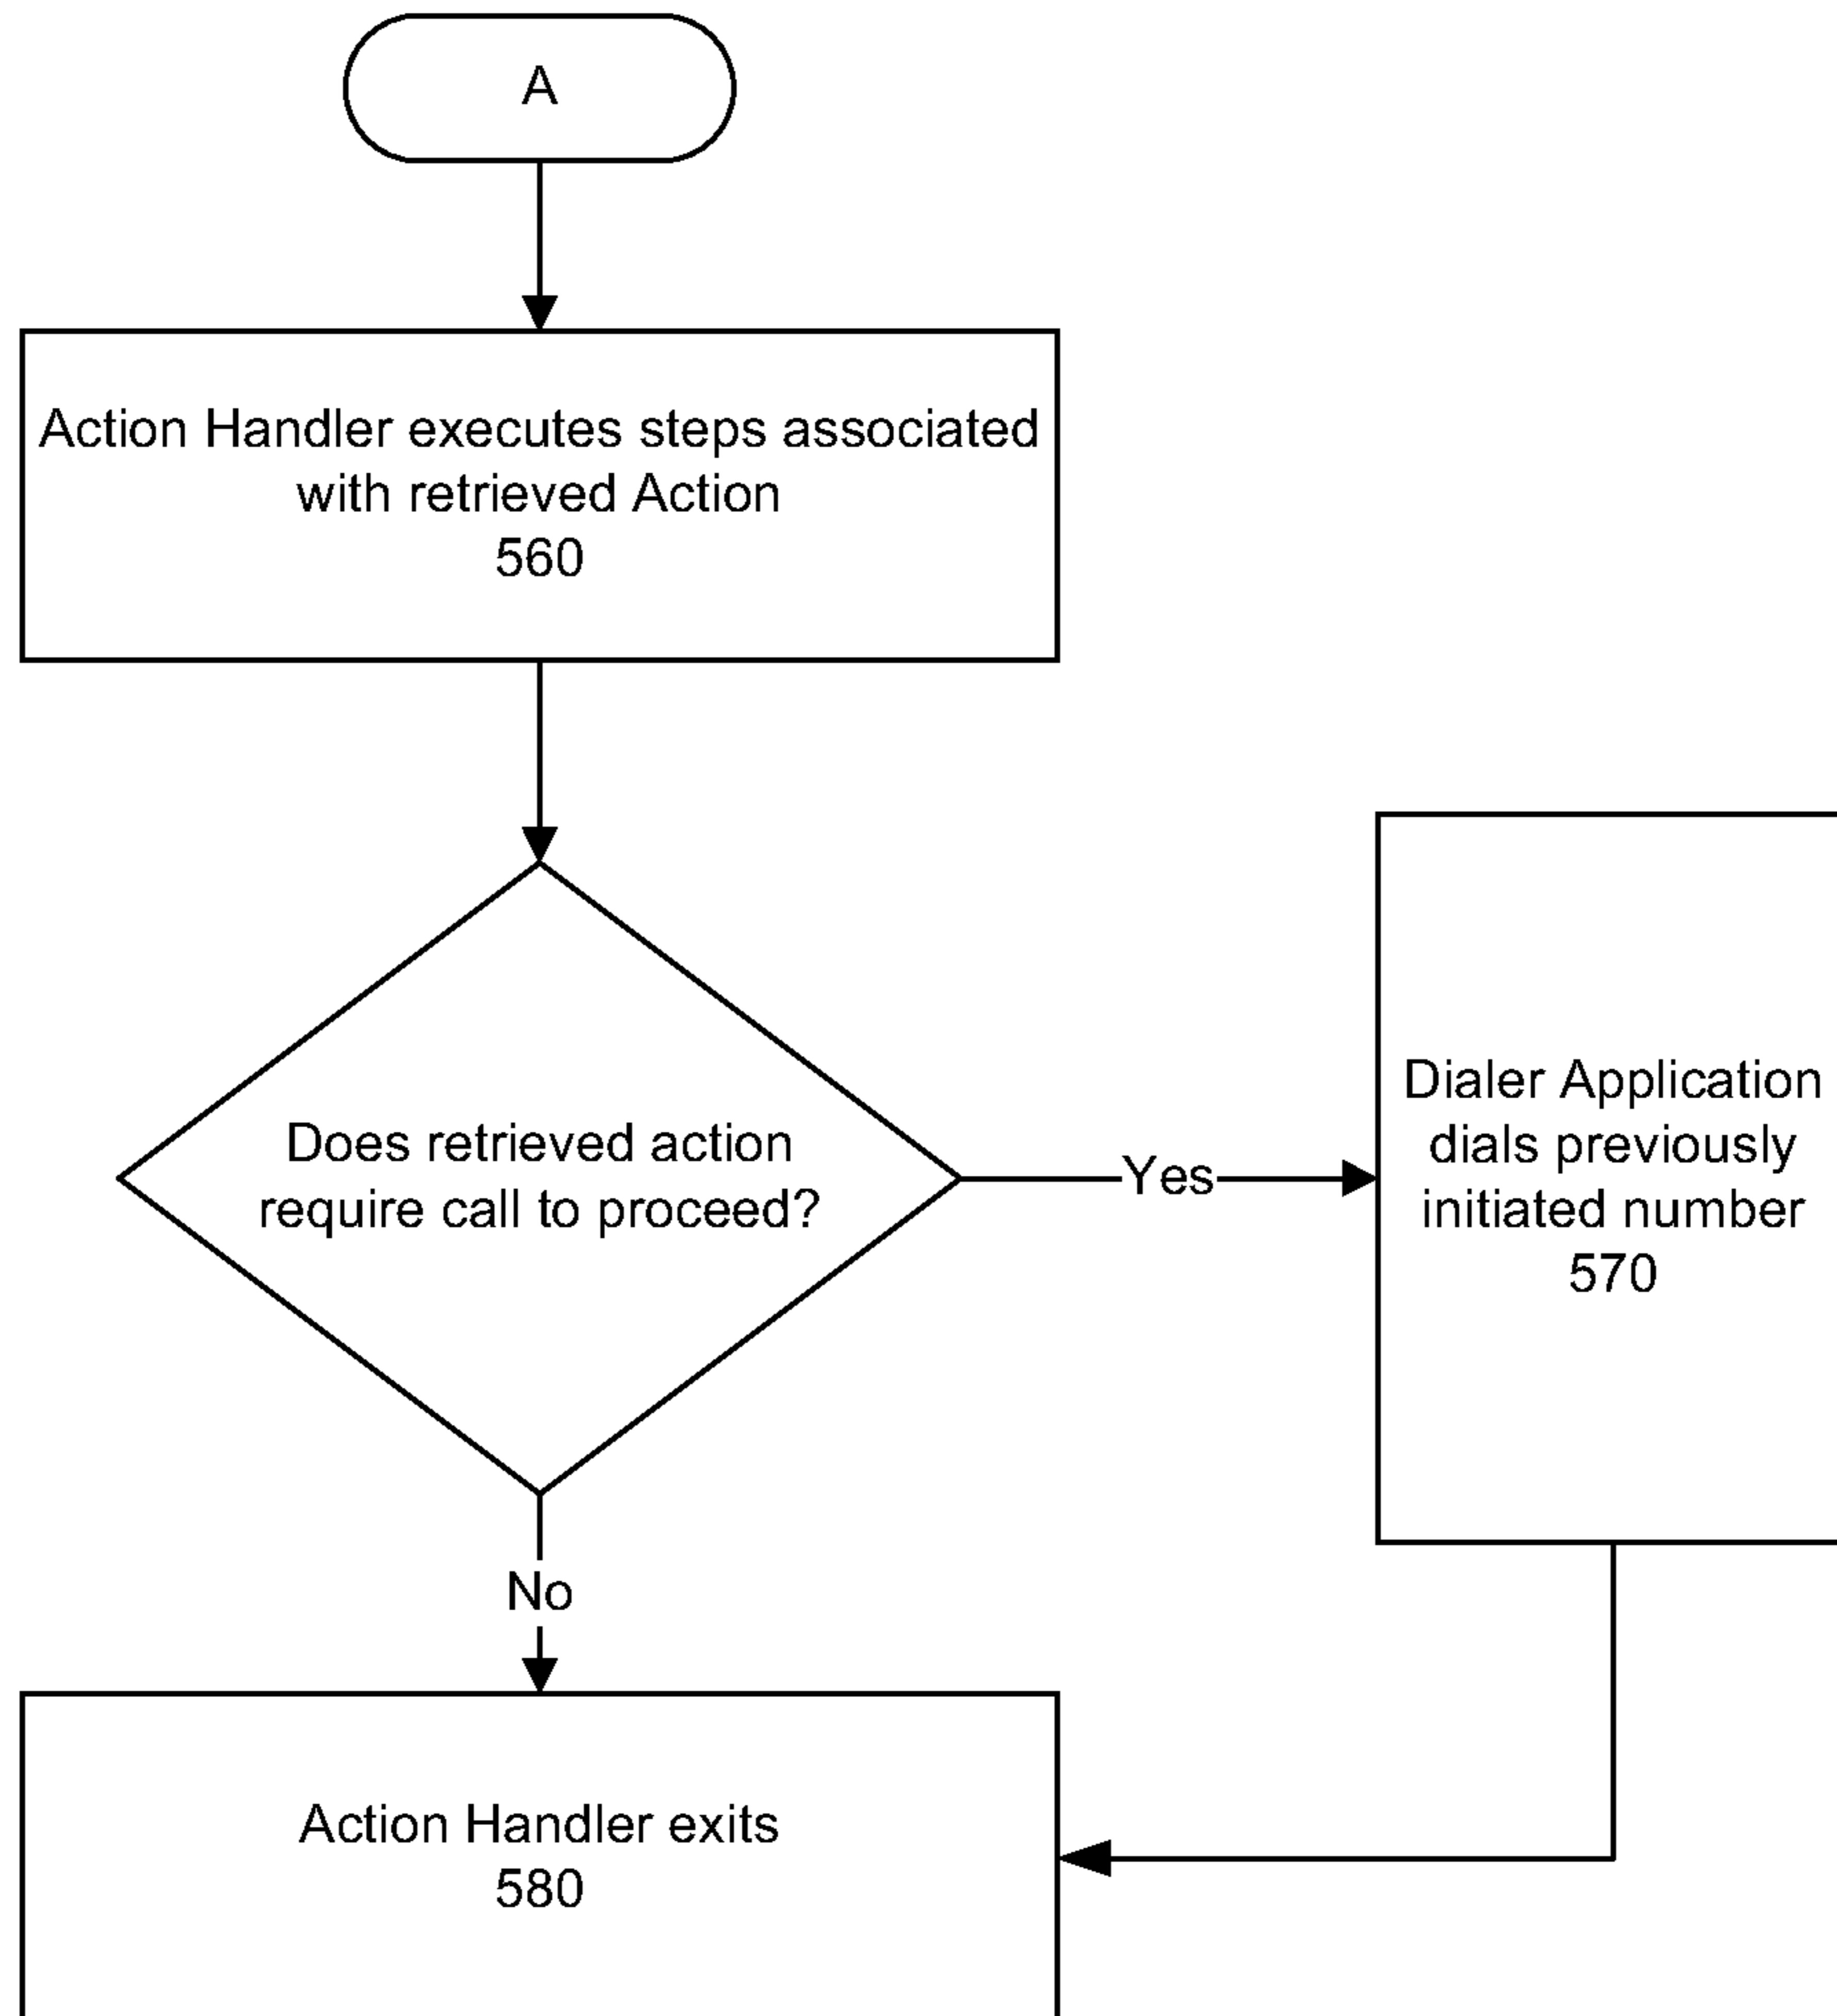 A
Action Handler executes steps associated
with retrieved Action
560
Does retrieved action
require call to proceed?
Yes
Dialer Application
dials previously
initiated number
570
No
Action Handler exits
580